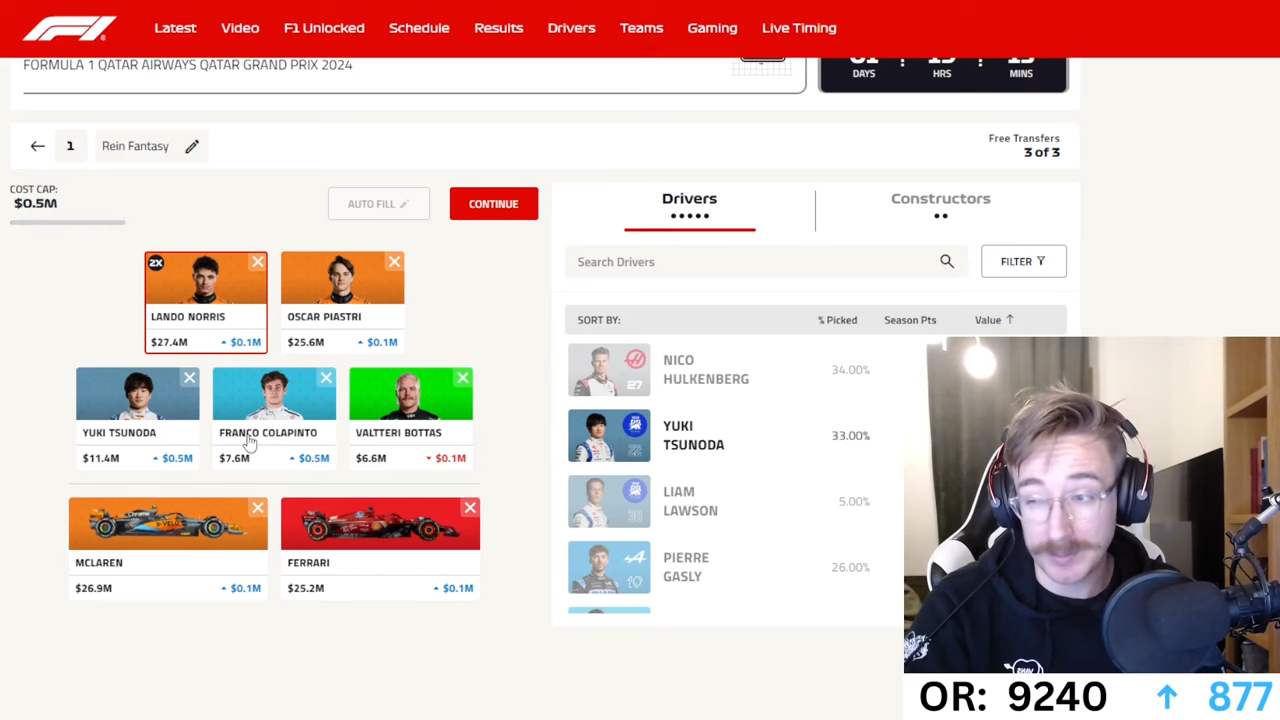 F1
Latest
Video
F1 Unlocked
Schedule
Results
Drivers
Teams
Gaming
Live Timing
FORMULA 1 QATAR AIRWAYS QATAR GRAND PRIX 2024
DAYS : HRS : MINS
1
Rein Fantasy
Free Transfers
3 of 3
COST CAP:
$0.5M
AUTO FILL
CONTINUE
Drivers
Constructors
Search Drivers
FILTER
SORT BY:
% Picked
Season Pts
Value
2X
LANDO NORRIS
$27.4M
$0.1M
OSCAR PIASTRI
$25.6M
$0.1M
YUKI TSUNODA
$11.4M
$0.5M
FRANCO COLAPINTO
$7.6M
$0.5M
VALTTERI BOTTAS
$6.6M
$0.1M
MCLAREN
$26.9M
$0.1M
FERRARI
$25.2M
$0.1M
27
NICO
HULKENBERG
34.00%
22
YUKI
TSUNODA
33.00%
30
LIAM
LAWSON
5.00%
10
PIERRE
GASLY
26.00%
OR: 9240 ↑ 877